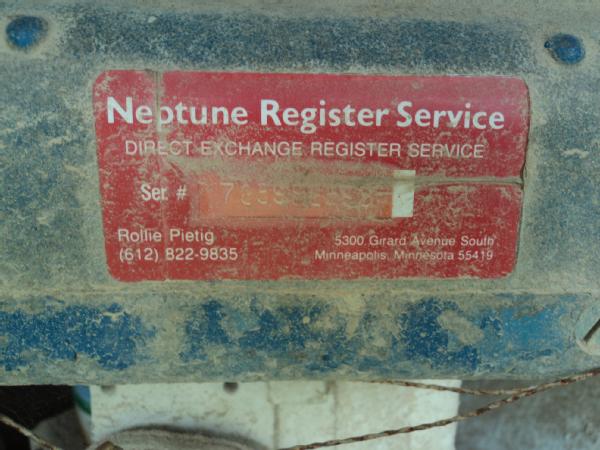 Neptune Register Service
DIRECT EXCHANGE REGISTER SERVICE
Ser. #
Rollie Pietig
(612) 822-9835
5300 Girard Avenue South
Minneapolis, Minnesota 55419